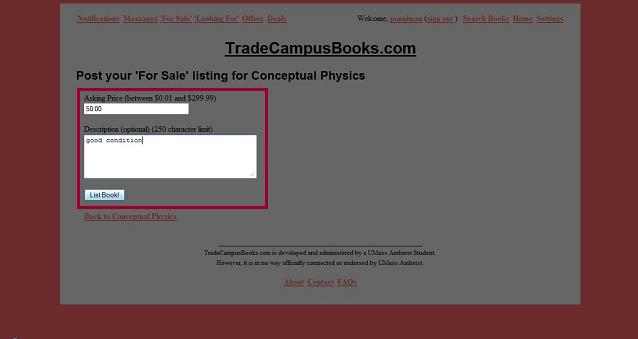 Notifications Messages 'For Sale' 'Looking For' Offers Deals Welcome, penniman (sign out ) Search Books Home Settings
TradeCampusBooks.com
Post your 'For Sale' listing for Conceptual Physics
Asking Price (between $0.01 and $299.99)
50.00
Description (optional) (250 character limit)
good condition
List Book!
Back to Conceptual Physics
TradeCampusBooks.com is developed and administered by a UMass Amherst Student.
However, it is in no way officially connected or endorsed by UMass Amherst.
About Contact FAQs